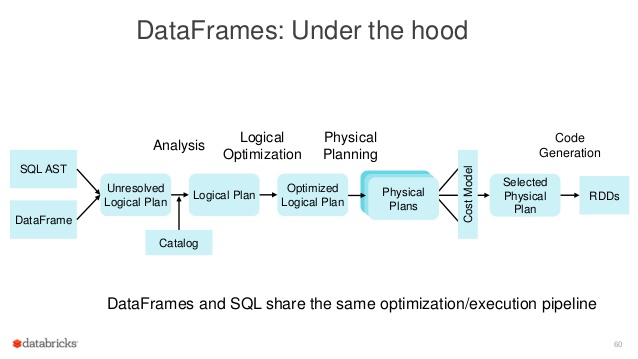 DataFrames: Under the hood
Analysis
Logical
Optimization
Physical
Planning
Code
Generation
SQL AST
DataFrame
Unresolved
Logical Plan
Catalog
Logical Plan
Optimized
Logical Plan
Physical
Plans
Cost Model
Selected
Physical
Plan
RDDs
DataFrames and SQL share the same optimization/execution pipeline
databricks
60